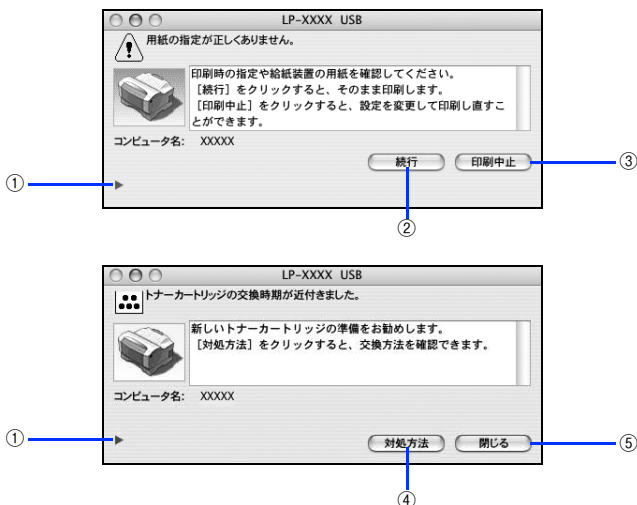 LP-XXXX USB
用紙の指定が正しくありません。
印刷時の指定や給紙装置の用紙を確認してください。
［続行］をクリックすると、そのまま印刷します。
［印刷中止］をクリックすると、設定を変更して印刷し直すこ
とができます。
コンピュータ名: XXXXX
続行 印刷中止 ③
①
②
LP-XXXX USB
トナーカートリッジの交換時期が近付きました。
新しいトナーカートリッジの準備をお勧めします。
［対処方法］をクリックすると、交換方法を確認できます。
コンピュータ名: XXXXX
① 対処方法 閉じる ⑤
④